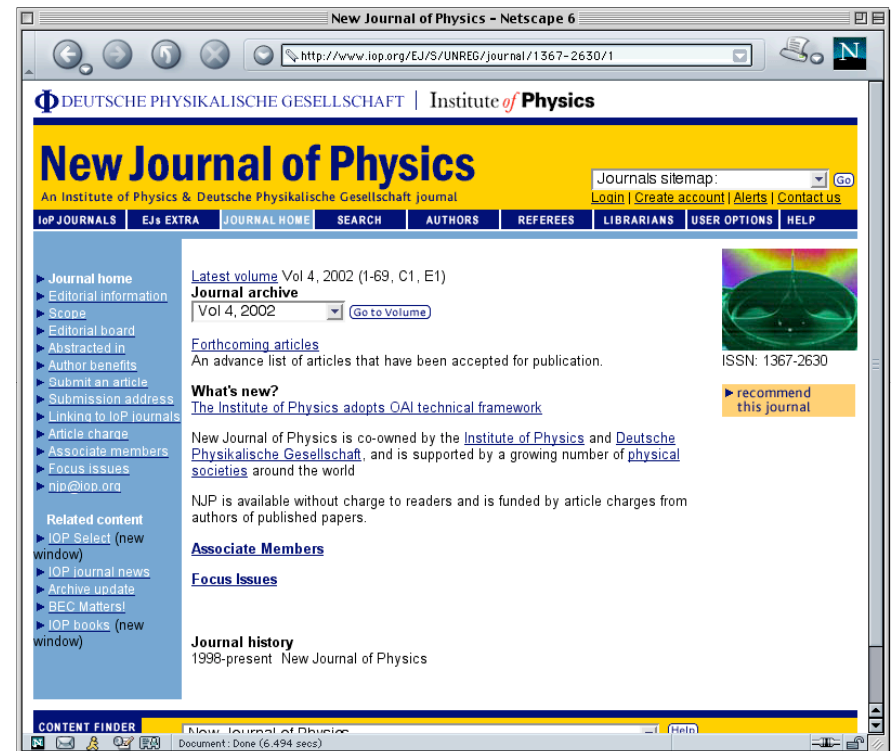 New Journal of Physics - Netscape 6
http://www.iop.org/EJ/S/UNREG/journal/1367-2630/1
N
DEUTSCHE PHYSIKALISCHE GESELLSCHAFT | Institute of Physics
New Journal of Physics
An Institute of Physics & Deutsche Physikalische Gesellschaft journal
Journals sitemap: Go
Login | Create account | Alerts | Contact us
IoP JOURNALS EJs EXTRA JOURNAL HOME SEARCH AUTHORS REFEREES LIBRARIANS USER OPTIONS HELP
Journal home
Editorial information
Scope
Editorial board
Abstracted in
Author benefits
Submit an article
Submission address
Linking to IoP journals
Article charge
Associate members
Focus issues
njp@iop.org
Related content
IOP Select (new
window)
IOP journal news
Archive update
BEC Matters!
IOP books (new
window)
Latest volume Vol 4, 2002 (1-69, C1, E1)
Journal archive
Vol 4, 2002 Go to Volume
Forthcoming articles
An advance list of articles that have been accepted for publication.
What's new?
The Institute of Physics adopts OAI technical framework
New Journal of Physics is co-owned by the Institute of Physics and Deutsche
Physikalische Gesellschaft, and is supported by a growing number of physical
societies around the world
NJP is available without charge to readers and is funded by article charges from
authors of published papers.
Associate Members
Focus Issues
Journal history
1998-present New Journal of Physics
ISSN: 1367-2630
recommend
this journal
CONTENT FINDER
New Journal of Physics Help
Document: Done (6.494 secs)